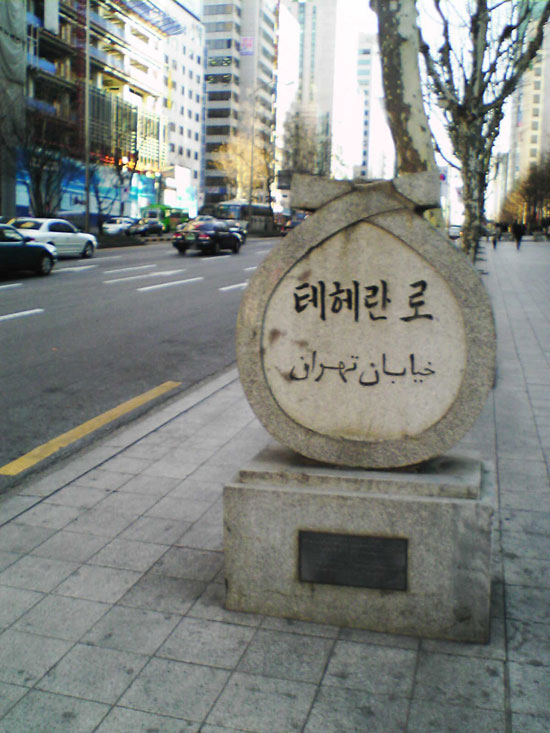 테헤란 로
خیابان تهران